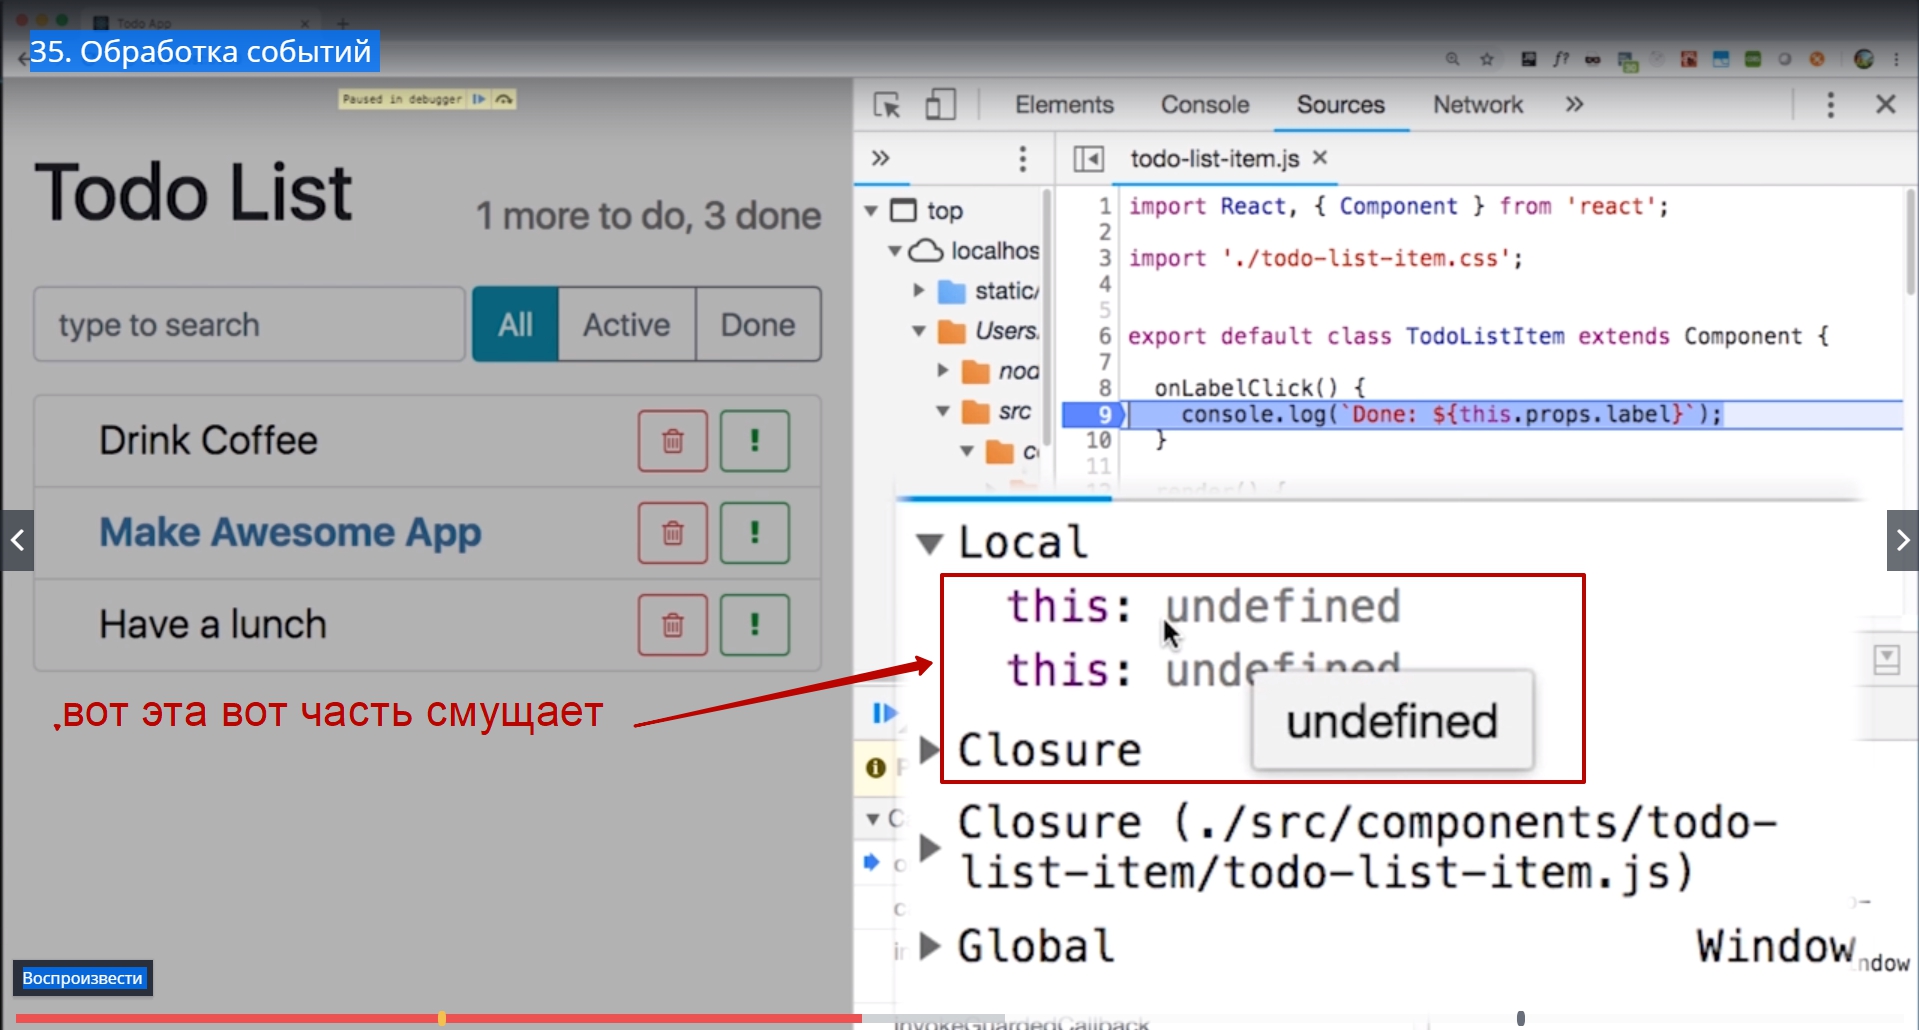 Todo App
35. Обработка событий
f?
Paused in debugger
Elements Console Sources Network »
» todo-list-item.js
Todo List
1 more to do, 3 done
top
localhos
static/
Users
nod
src
1 import React, { Component } from 'react';
2
3 import './todo-list-item.css';
4
5
6 export default class TodoListItem extends Component {
7
8 onLabelClick() {
9 console.log(`Done: ${this.props.label}`);
10 }
11
12 render() {
type to search
All Active Done
Drink Coffee
Make Awesome App
Have a lunch
вот эта вот часть смущает
Local
this: undefined
this: undefined
undefined
Closure
Closure (./src/components/todo-
list-item/todo-list-item.js)
Global Window
ndow
Воспроизвести
invokeGuardedCallback